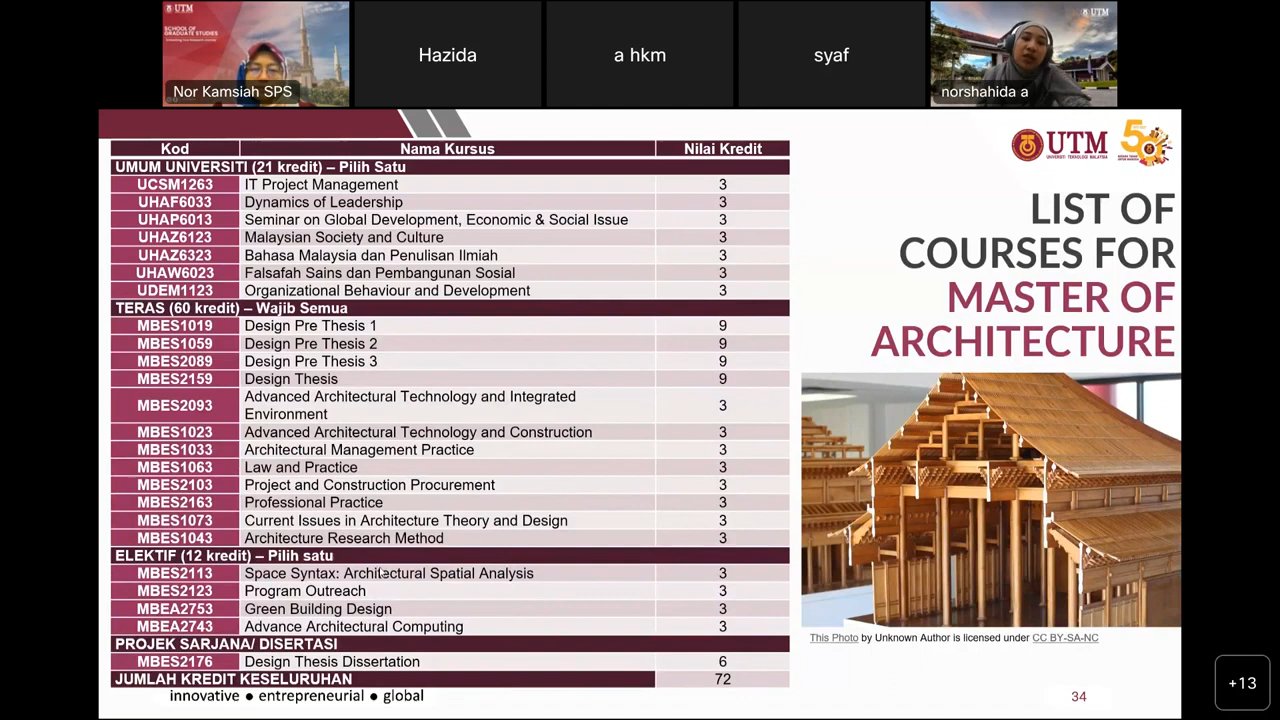 UTM
SCHOOL OF
GRADUATE STUDIES
Nor Kamsiah SPS
Hazida
a hkm
syaf
UTM
norshahida a
Kod Nama Kursus Nilai Kredit
UMUM UNIVERSITI (21 kredit) – Pilih Satu
UCSM1263 IT Project Management 3
UHAF6033 Dynamics of Leadership 3
UHAP6013 Seminar on Global Development, Economic & Social Issue 3
UHAZ6123 Malaysian Society and Culture 3
UHAZ6323 Bahasa Malaysia dan Penulisan Ilmiah 3
UHAW6023 Falsafah Sains dan Pembangunan Sosial 3
UDEM1123 Organizational Behaviour and Development 3
TERAS (60 kredit) – Wajib Semua
MBES1019 Design Pre Thesis 1 9
MBES1059 Design Pre Thesis 2 9
MBES2089 Design Pre Thesis 3 9
MBES2159 Design Thesis 9
MBES2093 Advanced Architectural Technology and Integrated
Environment 3
MBES1023 Advanced Architectural Technology and Construction 3
MBES1033 Architectural Management Practice 3
MBES1063 Law and Practice 3
MBES2103 Project and Construction Procurement 3
MBES2163 Professional Practice 3
MBES1073 Current Issues in Architecture Theory and Design 3
MBES1043 Architecture Research Method 3
ELEKTIF (12 kredit) – Pilih satu
MBES2113 Space Syntax: Architectural Spatial Analysis 3
MBES2123 Program Outreach 3
MBEA2753 Green Building Design 3
MBEA2743 Advance Architectural Computing 3
PROJEK SARJANA/ DISERTASI
MBES2176 Design Thesis Dissertation 6
JUMLAH KREDIT KESELURUHAN 72
innovative ● entrepreneurial ● global
UTM
UNIVERSITI TEKNOLOGI MALAYSIA
LIST OF
COURSES FOR
MASTER OF
ARCHITECTURE
This Photo by Unknown Author is licensed under CC BY-SA-NC
34
+13